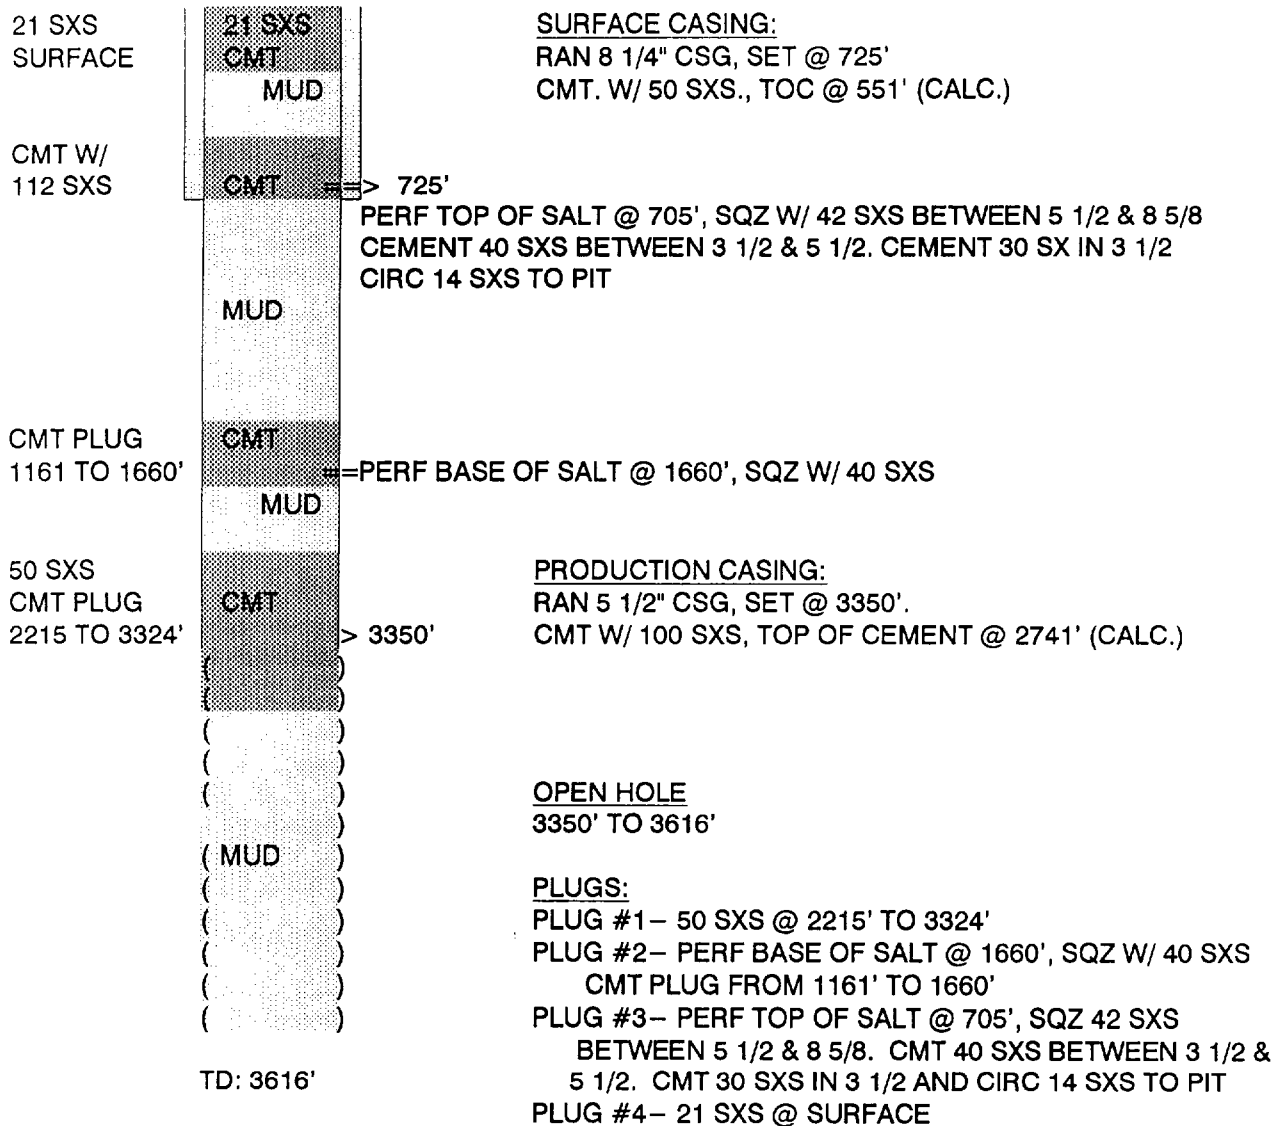 21 SXS
SURFACE
21 SXS
CMT
MUD
SURFACE CASING:
RAN 8 1/4" CSG, SET @ 725'
CMT. W/ 50 SXS., TOC @ 551' (CALC.)
CMT W/
112 SXS
CMT ==> 725'
PERF TOP OF SALT @ 705', SQZ W/ 42 SXS BETWEEN 5 1/2 & 8 5/8
CEMENT 40 SXS BETWEEN 3 1/2 & 5 1/2. CEMENT 30 SX IN 3 1/2
CIRC 14 SXS TO PIT
MUD
CMT PLUG
1161 TO 1660'
CMT
==PERF BASE OF SALT @ 1660', SQZ W/ 40 SXS
MUD
50 SXS
CMT PLUG
2215 TO 3324'
CMT
> 3350'
PRODUCTION CASING:
RAN 5 1/2" CSG, SET @ 3350'.
CMT W/ 100 SXS, TOP OF CEMENT @ 2741' (CALC.)
( )
( )
( )
( )
( )
( )
( MUD )
( )
( )
( )
( )
( )
OPEN HOLE
3350' TO 3616'
PLUGS:
PLUG #1– 50 SXS @ 2215' TO 3324'
PLUG #2– PERF BASE OF SALT @ 1660', SQZ W/ 40 SXS
CMT PLUG FROM 1161' TO 1660'
PLUG #3– PERF TOP OF SALT @ 705', SQZ 42 SXS
BETWEEN 5 1/2 & 8 5/8. CMT 40 SXS BETWEEN 3 1/2 &
5 1/2. CMT 30 SXS IN 3 1/2 AND CIRC 14 SXS TO PIT
PLUG #4– 21 SXS @ SURFACE
TD: 3616'